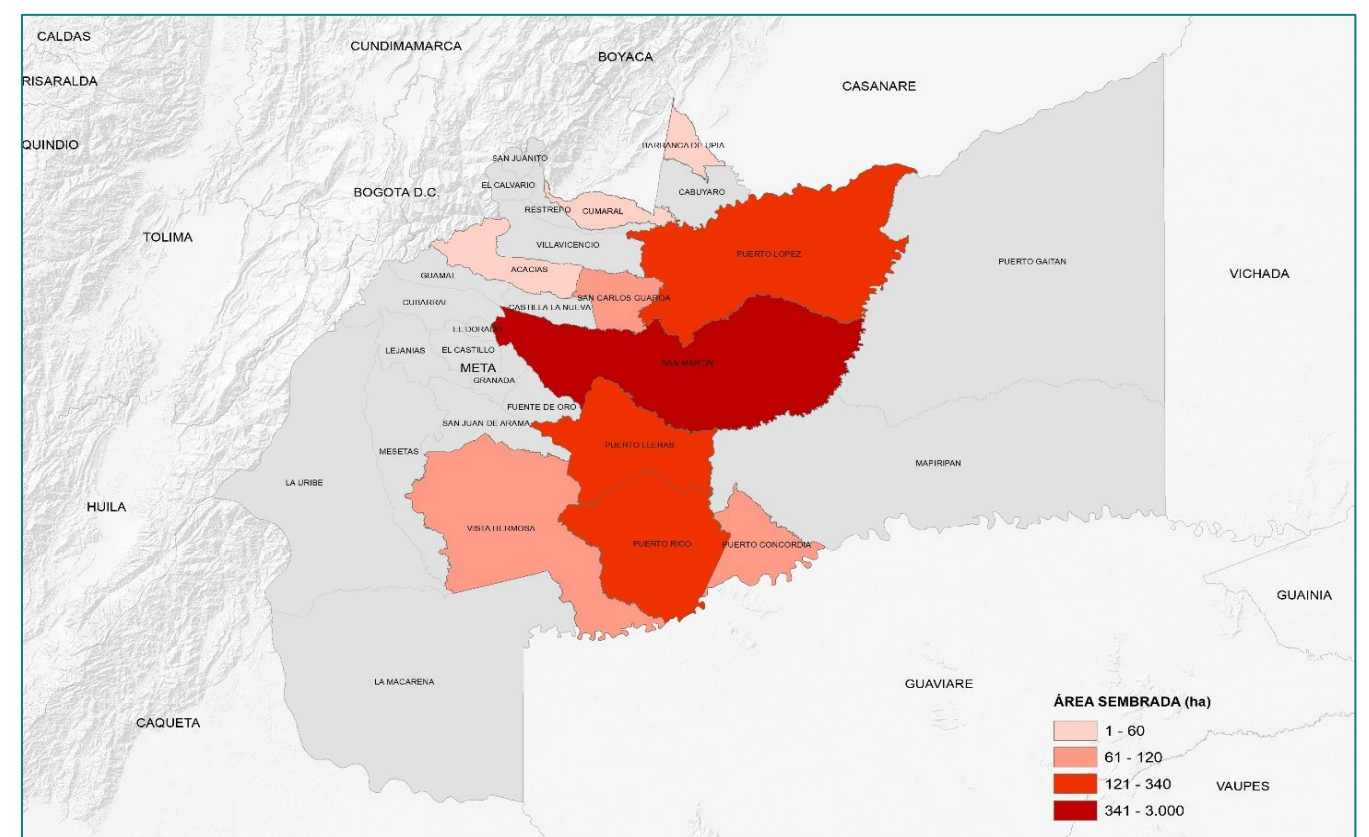 CALDAS
CUNDIMAMARCA
BOYACA
RISARALDA
CASANARE
QUINDIO
BARRANCA DE UPIA
SAN JUANITO
EL CALVARIO
CABUYARO
BOGOTA D.C.
RESTREPO
CUMARAL
TOLIMA
VILLAVICENCIO
PUERTO LOPEZ
PUERTO GAITAN
ACACIAS
GUAMAL
VICHADA
SAN CARLOS GUAROA
CUBARRAL
CASTILLA LA NUEVA
EL DORADO
LEJANIAS
EL CASTILLO
META
SAN MARTIN
GRANADA
FUENTE DE ORO
SAN JUAN DE ARAMA
PUERTO LLERAS
MESETAS
MAPIRIPAN
LA URIBE
HUILA
VISTA HERMOSA
PUERTO RICO
PUERTO CONCORDIA
GUAINIA
LA MACARENA
GUAVIARE
CAQUETA
ÁREA SEMBRADA (ha)
1 - 60
61 - 120
121 - 340
341 - 3.000
VAUPES